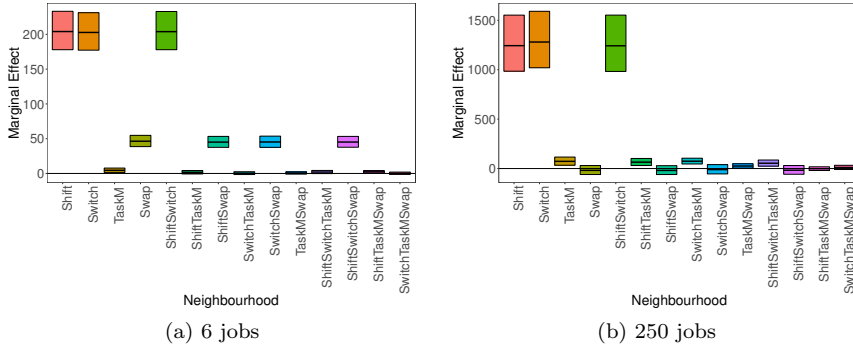 Marginal Effect
200
150
100
50
0
Shift
Switch
TaskM
Swap
ShiftSwitch
ShiftTaskM
ShiftSwap
SwitchTaskM
SwitchSwap
TaskMSwap
ShiftSwitchTaskM
ShiftSwitchSwap
ShiftTaskMSwap
SwitchTaskMSwap
Neighbourhood
(a) 6 jobs
Marginal Effect
1500
1000
500
0
Shift
Switch
TaskM
Swap
ShiftSwitch
ShiftTaskM
ShiftSwap
SwitchTaskM
SwitchSwap
TaskMSwap
ShiftSwitchTaskM
ShiftSwitchSwap
ShiftTaskMSwap
SwitchTaskMSwap
Neighbourhood
(b) 250 jobs